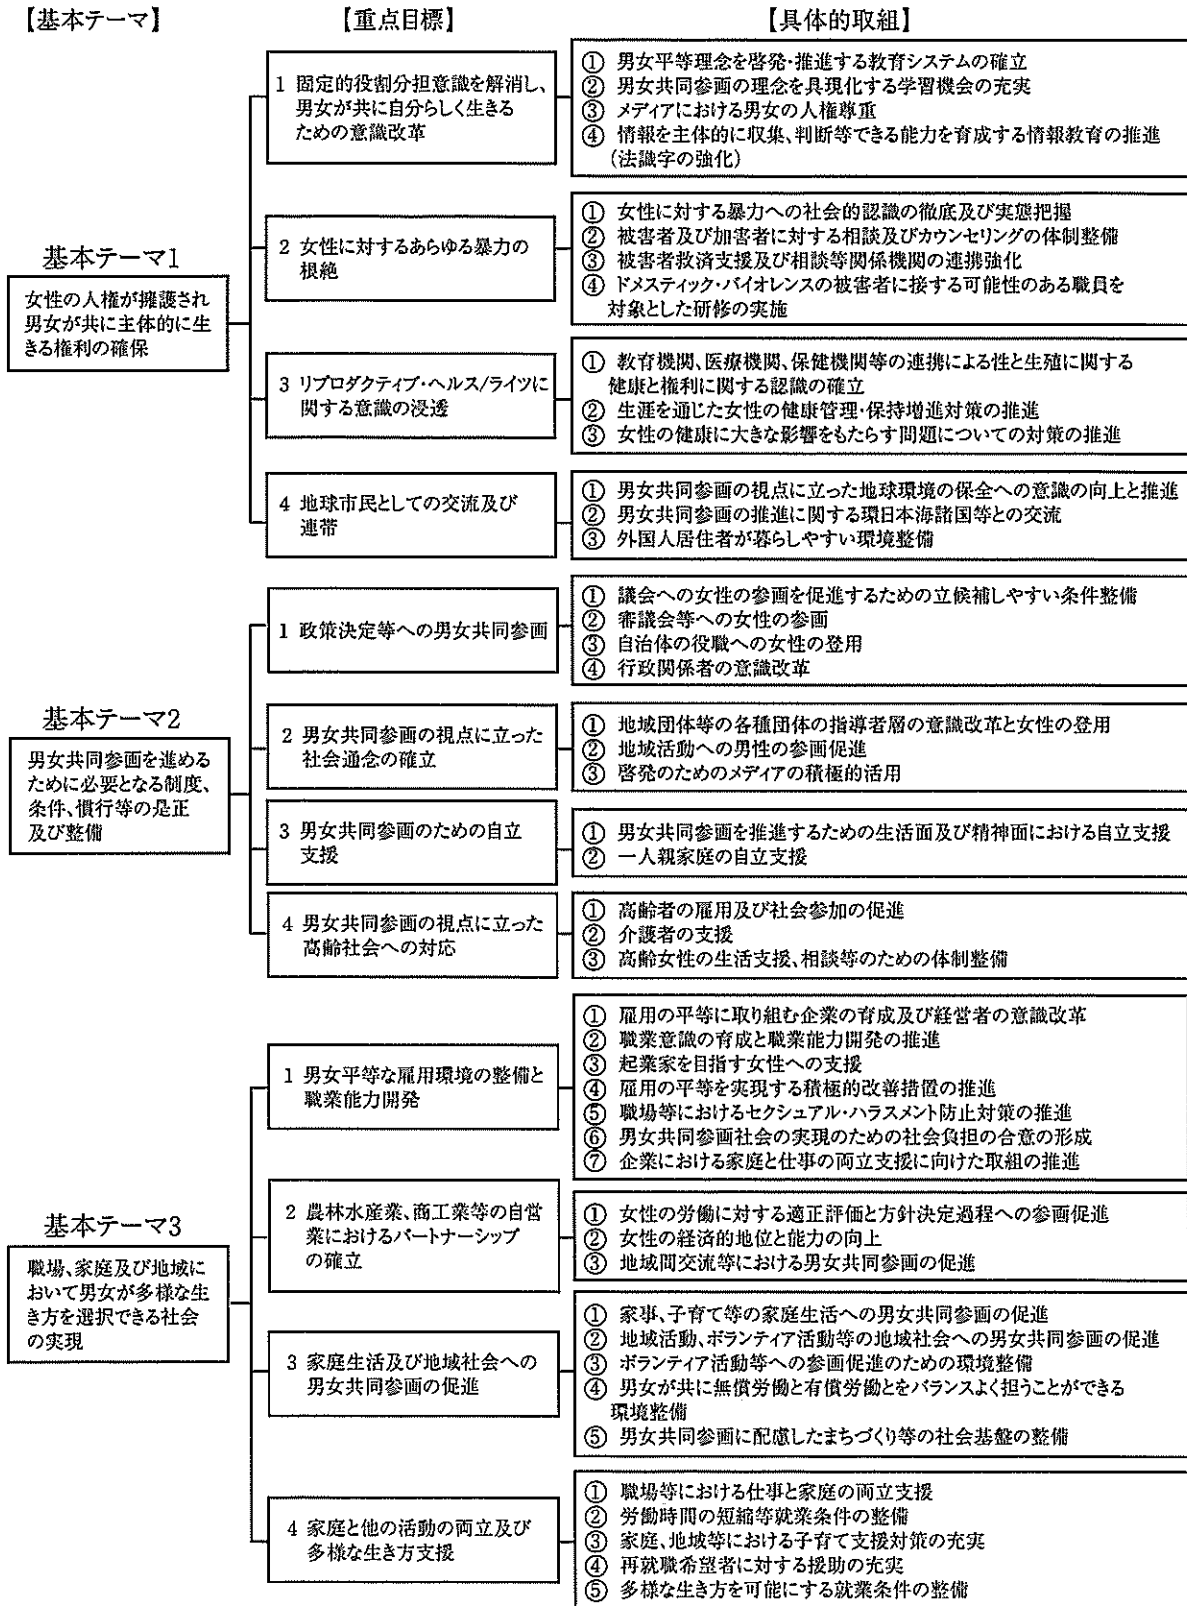 【基本テーマ】 【重点目標】 【具体的取組】
基本テーマ1
女性の人権が擁護され
男女が共に主体的に生
きる権利の確保
1 固定的役割分担意識を解消し、
男女が共に自分らしく生きる
ための意識改革
① 男女平等理念を啓発・推進する教育システムの確立
② 男女共同参画の理念を具現化する学習機会の充実
③ メディアにおける男女の人権尊重
④ 情報を主体的に収集、判断等できる能力を育成する情報教育の推進
(法識字の強化)
2 女性に対するあらゆる暴力の
根絶
① 女性に対する暴力への社会的認識の徹底及び実態把握
② 被害者及び加害者に対する相談及びカウンセリングの体制整備
③ 被害者救済支援及び相談等関係機関の連携強化
④ ドメスティック・バイオレンスの被害者に接する可能性のある職員を
対象とした研修の実施
3 リプロダクティブ・ヘルス/ライツに
関する意識の浸透
① 教育機関、医療機関、保健機関等の連携による性と生殖に関する
健康と権利に関する認識の確立
② 生涯を通じた女性の健康管理・保持増進対策の推進
③ 女性の健康に大きな影響をもたらす問題についての対策の推進
4 地球市民としての交流及び
連帯
① 男女共同参画の視点に立った地球環境の保全への意識の向上と推進
② 男女共同参画の推進に関する環日本海諸国等との交流
③ 外国人居住者が暮らしやすい環境整備
基本テーマ2
男女共同参画を進める
ために必要となる制度、
条件、慣行等の是正
及び整備
1 政策決定等への男女共同参画
① 議会への女性の参画を促進するための立候補しやすい条件整備
② 審議会等への女性の参画
③ 自治体の役職への女性の登用
④ 行政関係者の意識改革
2 男女共同参画の視点に立った
社会通念の確立
① 地域団体等の各種団体の指導者層の意識改革と女性の登用
② 地域活動への男性の参画促進
③ 啓発のためのメディアの積極的活用
3 男女共同参画のための自立
支援
① 男女共同参画を推進するための生活面及び精神面における自立支援
② 一人親家庭の自立支援
4 男女共同参画の視点に立った
高齢社会への対応
① 高齢者の雇用及び社会参加の促進
② 介護者の支援
③ 高齢女性の生活支援、相談等のための体制整備
基本テーマ3
職場、家庭及び地域に
おいて男女が多様な生
き方を選択できる社会
の実現
1 男女平等な雇用環境の整備と
職業能力開発
① 雇用の平等に取り組む企業の育成及び経営者の意識改革
② 職業意識の育成と職業能力開発の推進
③ 起業家を目指す女性への支援
④ 雇用の平等を実現する積極的改善措置の推進
⑤ 職場等におけるセクシュアル・ハラスメント防止対策の推進
⑥ 男女共同参画社会の実現のための社会負担の合意の形成
⑦ 企業における家庭と仕事の両立支援に向けた取組の推進
2 農林水産業、商工業等の自営
業におけるパートナーシップ
の確立
① 女性の労働に対する適正評価と方針決定過程への参画促進
② 女性の経済的地位と能力の向上
③ 地域間交流等における男女共同参画の促進
3 家庭生活及び地域社会への
男女共同参画の促進
① 家事、子育て等の家庭生活への男女共同参画の促進
② 地域活動、ボランティア活動等の地域社会への男女共同参画の促進
③ ボランティア活動等への参画促進のための環境整備
④ 男女が共に無償労働と有償労働とをバランスよく担うことができる
環境整備
⑤ 男女共同参画に配慮したまちづくり等の社会基盤の整備
4 家庭と他の活動の両立及び
多様な生き方支援
① 職場等における仕事と家庭の両立支援
② 労働時間の短縮等就業条件の整備
③ 家庭、地域等における子育て支援対策の充実
④ 再就職希望者に対する援助の充実
⑤ 多様な生き方を可能にする就業条件の整備